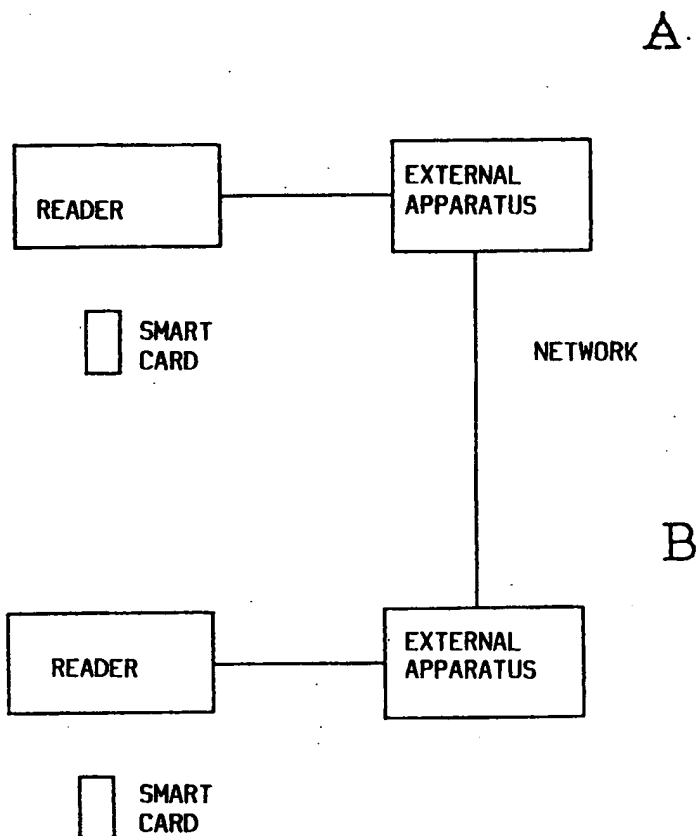 A
READER
EXTERNAL
APPARATUS
SMART
CARD
NETWORK
B
READER
EXTERNAL
APPARATUS
SMART
CARD